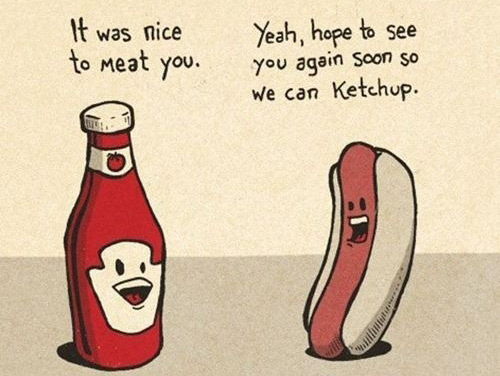 It was nice
to meat you.
Yeah, hope to see
you again soon so
we can Ketchup.